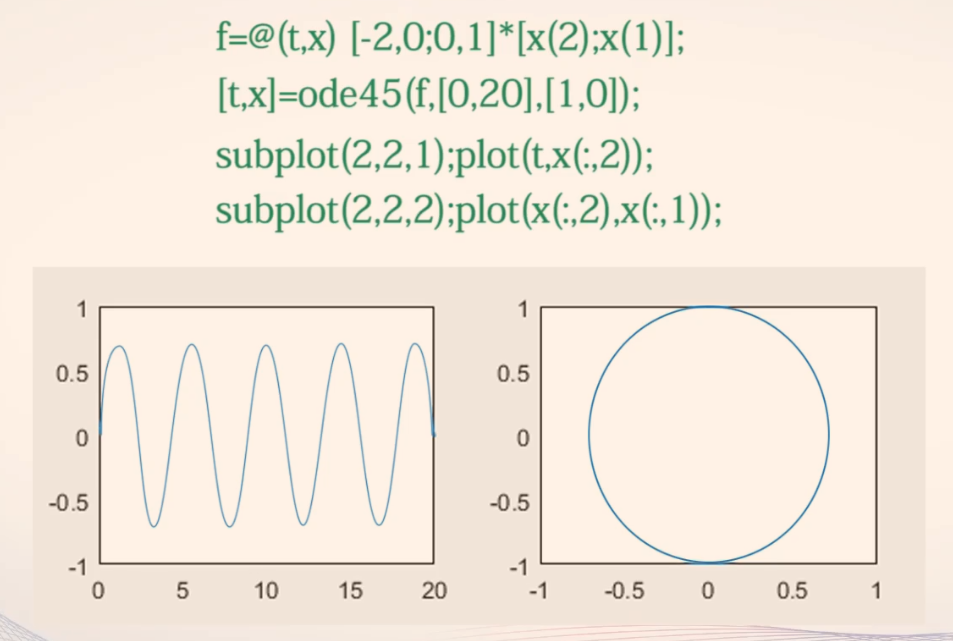 f=@(t,x) [-2,0;0,1]*[x(2);x(1)];
[t,x]=ode45(f,[0,20],[1,0]);
subplot(2,2,1);plot(t,x(:,2));
subplot(2,2,2);plot(x(:,2),x(:,1));
1
0.5
0
-0.5
-1
0 5 10 15 20
1
0.5
0
-0.5
-1
-1 -0.5 0 0.5 1